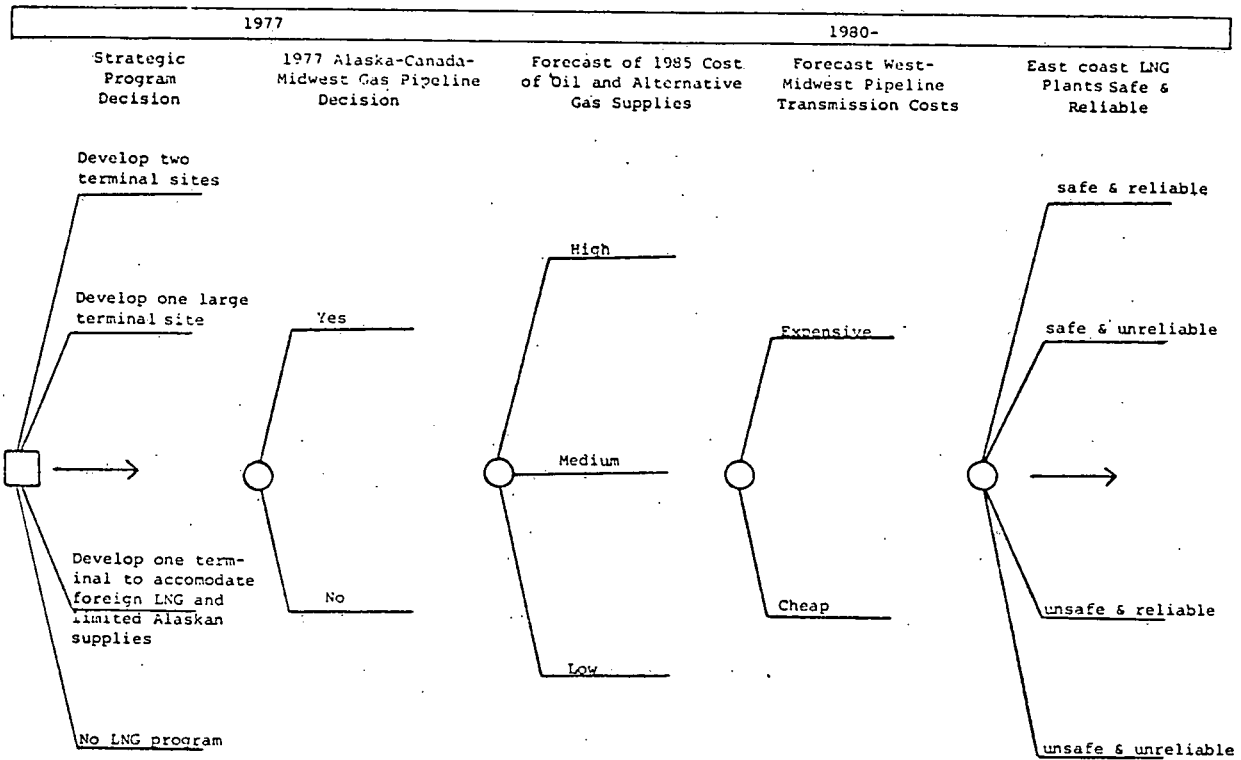 1977
1980-
Strategic
Program
Decision
1977 Alaska-Canada-
Midwest Gas Pipeline
Decision
Forecast of 1985 Cost
of Oil and Alternative
Gas Supplies
Forecast West-
Midwest Pipeline
Transmission Costs
East coast LNG
Plants Safe &
Reliable
Develop two
terminal sites
Develop one large
terminal site
Develop one term-
inal to accomodate
foreign LNG and
limited Alaskan
supplies
No LNG program
Yes
No
High
Medium
Low
Expensive
Cheap
safe & reliable
safe & unreliable
unsafe & reliable
unsafe & unreliable